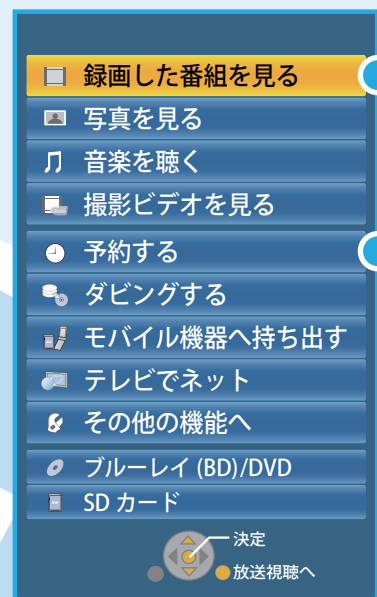 録画した番組を見る
写真を見る
音楽を聴く
撮影ビデオを見る
予約する
ダビングする
モバイル機器へ持ち出す
テレビでネット
その他の機能へ
ブルーレイ (BD)/DVD
SD カード
決定
放送視聴へ